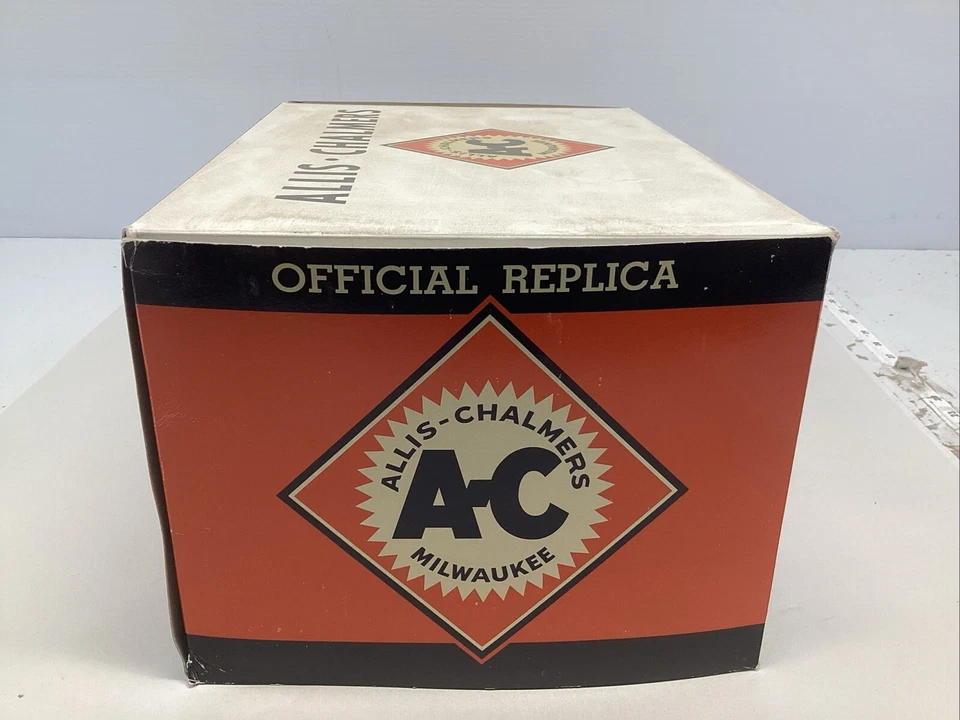 ALLIS·CHALMERS
A-C
OFFICIAL REPLICA
ALLIS-CHALMERS
A-C
MILWAUKEE